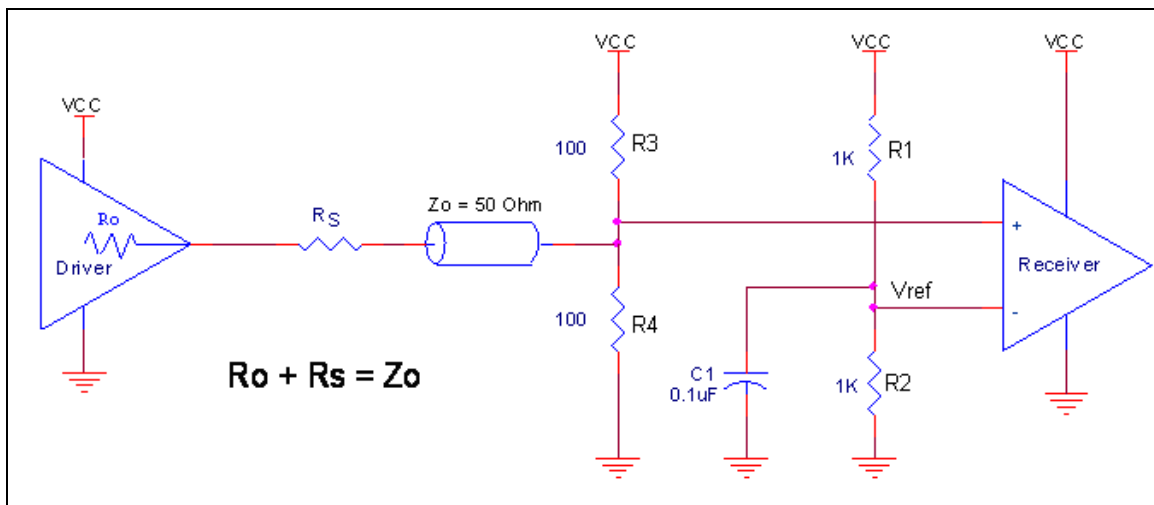 VCC
VCC
VCC
VCC
Ro
Driver
RS
Zo = 50 Ohm
100
R3
1K
R1
+
Receiver
-
Vref
100
R4
C1
0.1uF
1K
R2
Ro + Rs = Zo